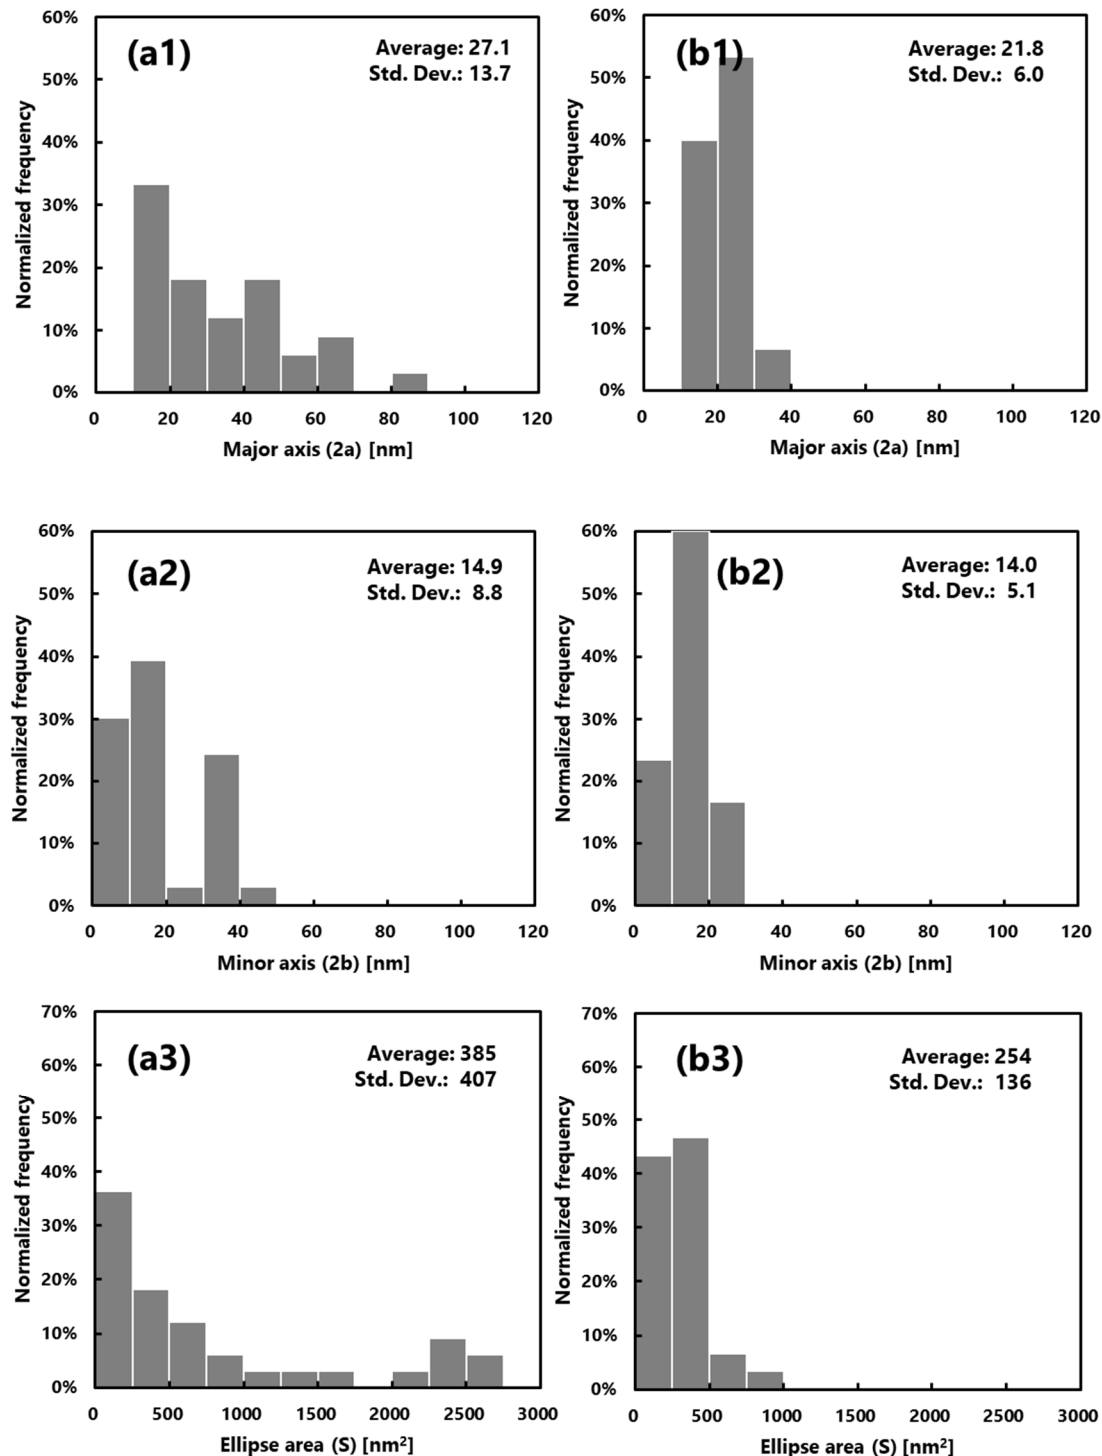 (a1)
Average: 27.1
Std. Dev.: 13.7
60%
50%
40%
30%
20%
10%
0%
Normalized frequency
0 20 40 60 80 100 120
Major axis (2a) [nm]
(b1)
Average: 21.8
Std. Dev.: 6.0
60%
50%
40%
30%
20%
10%
0%
Normalized frequency
0 20 40 60 80 100 120
Major axis (2a) [nm]
(a2)
Average: 14.9
Std. Dev.: 8.8
60%
50%
40%
30%
20%
10%
0%
Normalized frequency
0 20 40 60 80 100 120
Minor axis (2b) [nm]
(b2)
Average: 14.0
Std. Dev.: 5.1
60%
50%
40%
30%
20%
10%
0%
Normalized frequency
0 20 40 60 80 100 120
Minor axis (2b) [nm]
(a3)
Average: 385
Std. Dev.: 407
70%
60%
50%
40%
30%
20%
10%
0%
Normalized frequency
0 500 1000 1500 2000 2500 3000
Ellipse area (S) [nm²]
(b3)
Average: 254
Std. Dev.: 136
70%
60%
50%
40%
30%
20%
10%
0%
Normalized frequency
0 500 1000 1500 2000 2500 3000
Ellipse area (S) [nm²]